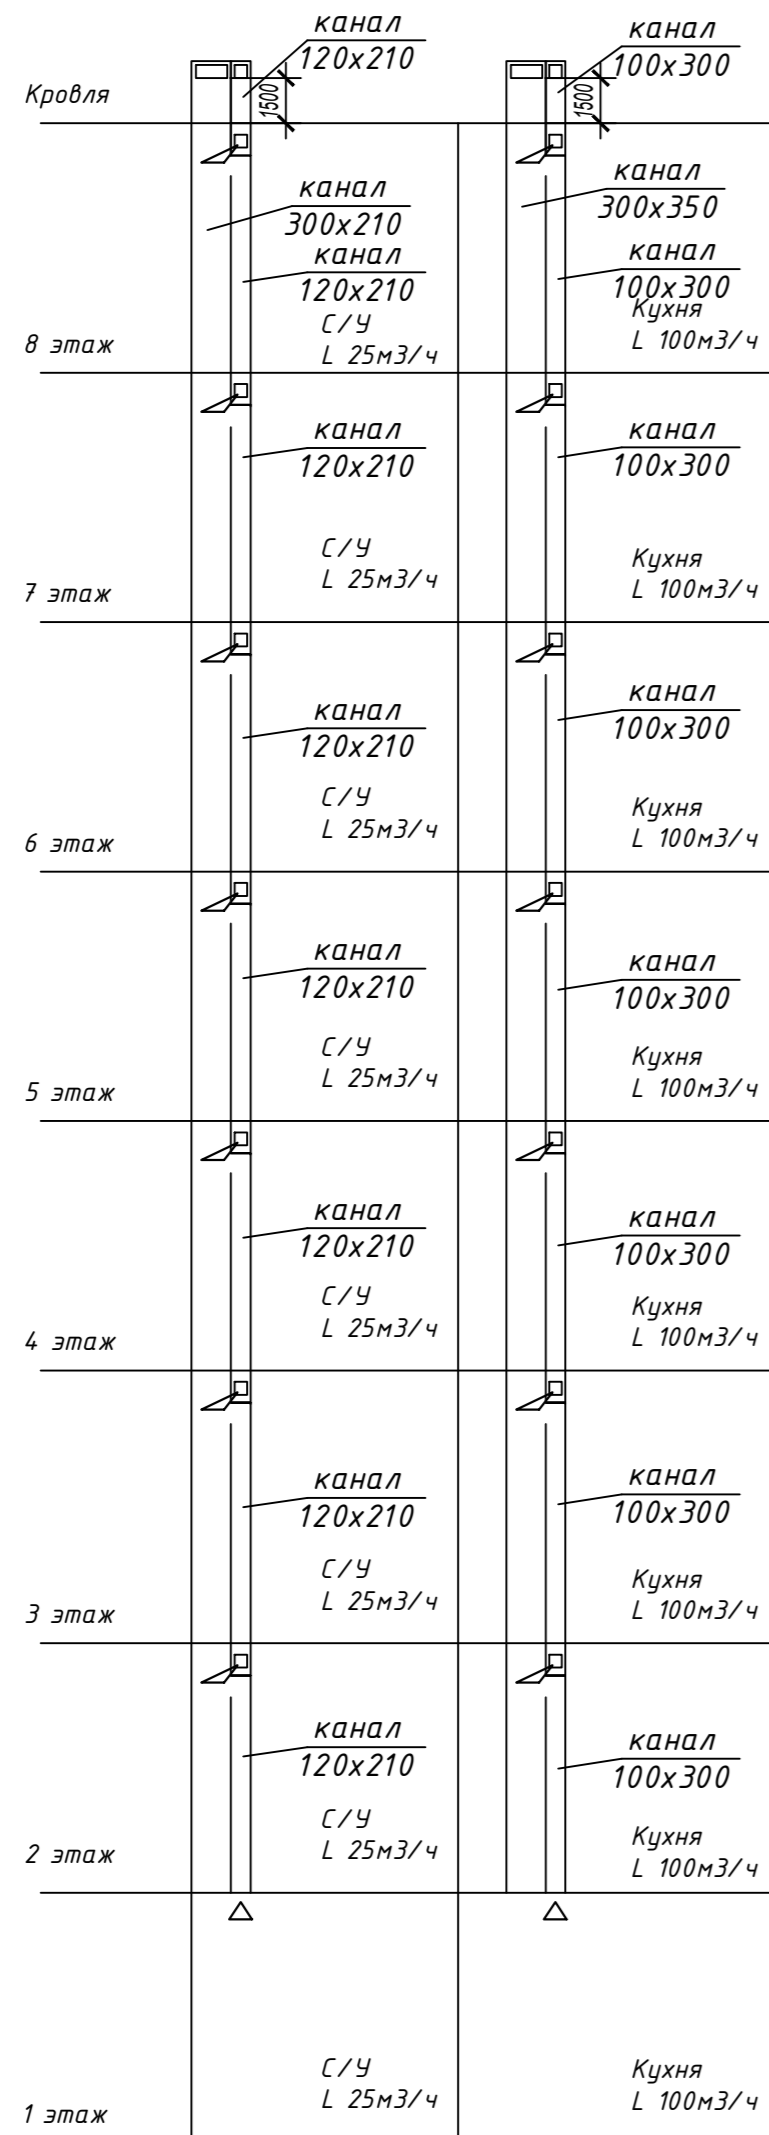 канал
120x210
канал
100x300
Кровля
1500
1500
канал
300x210
канал
300x350
канал
120x210
канал
100x300
С/У
L 25м3/ч
Кухня
L 100м3/ч
8 этаж
канал
120x210
канал
100x300
С/У
L 25м3/ч
Кухня
L 100м3/ч
7 этаж
канал
120x210
канал
100x300
С/У
L 25м3/ч
Кухня
L 100м3/ч
6 этаж
канал
120x210
канал
100x300
С/У
L 25м3/ч
Кухня
L 100м3/ч
5 этаж
канал
120x210
канал
100x300
С/У
L 25м3/ч
Кухня
L 100м3/ч
4 этаж
канал
120x210
канал
100x300
С/У
L 25м3/ч
Кухня
L 100м3/ч
3 этаж
канал
120x210
канал
100x300
С/У
L 25м3/ч
Кухня
L 100м3/ч
2 этаж
С/У
L 25м3/ч
Кухня
L 100м3/ч
1 этаж